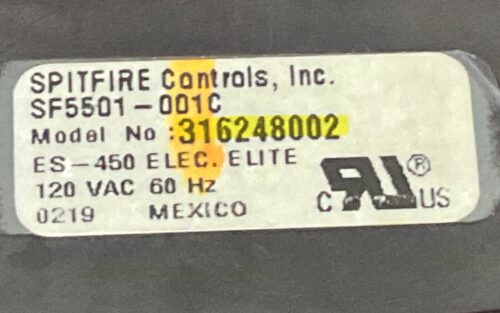 SPITFIRE Controls, Inc.
SF5501-001C
Model No :316248002
ES-450 ELEC. ELITE
120 VAC 60 Hz
0219 MEXICO
C RU ® US